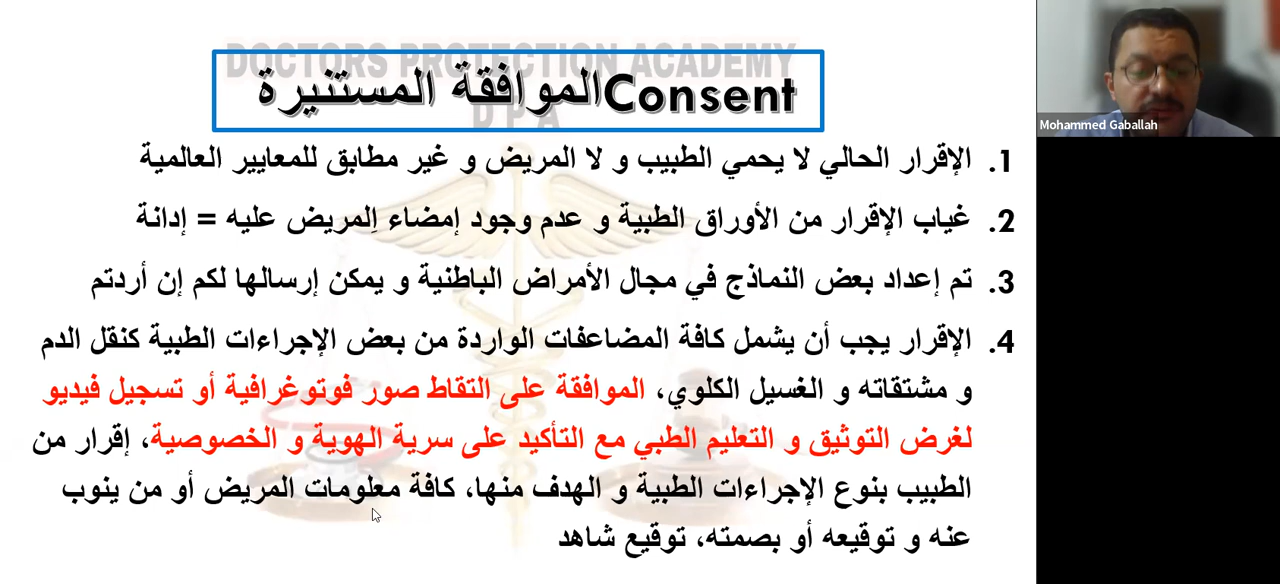 DOCTORS PROTECTION ACADEMY
الموافقة المستنيرةConsent
D P A
1. الإقرار الحالي لا يحمي الطبيب و لا المريض و غير مطابق للمعايير العالمية
2. غياب الإقرار من الأوراق الطبية و عدم وجود إمضاء اِلمريض عليه = إدانة
3. تم إعداد بعض النماذج في مجال الأمراض الباطنية و يمكن إرسالها لكم إن أردتم
4. الإقرار يجب أن يشمل كافة المضاعفات الواردة من بعض الإجراءات الطبية كنقل الدم
و مشتقاته و الغسيل الكلوي، الموافقة على التقاط صور فوتوغرافية أو تسجيل فيديو
لغرض التوثيق و التعليم الطبي مع التأكيد على سرية الهوية و الخصوصية، إقرار من
الطبيب بنوع الإجراءات الطبية و الهدف منها، كافة معلومات المريض أو من ينوب
عنه و توقيعه أو بصمته، توقيع شاهد
Mohammed Gaballah